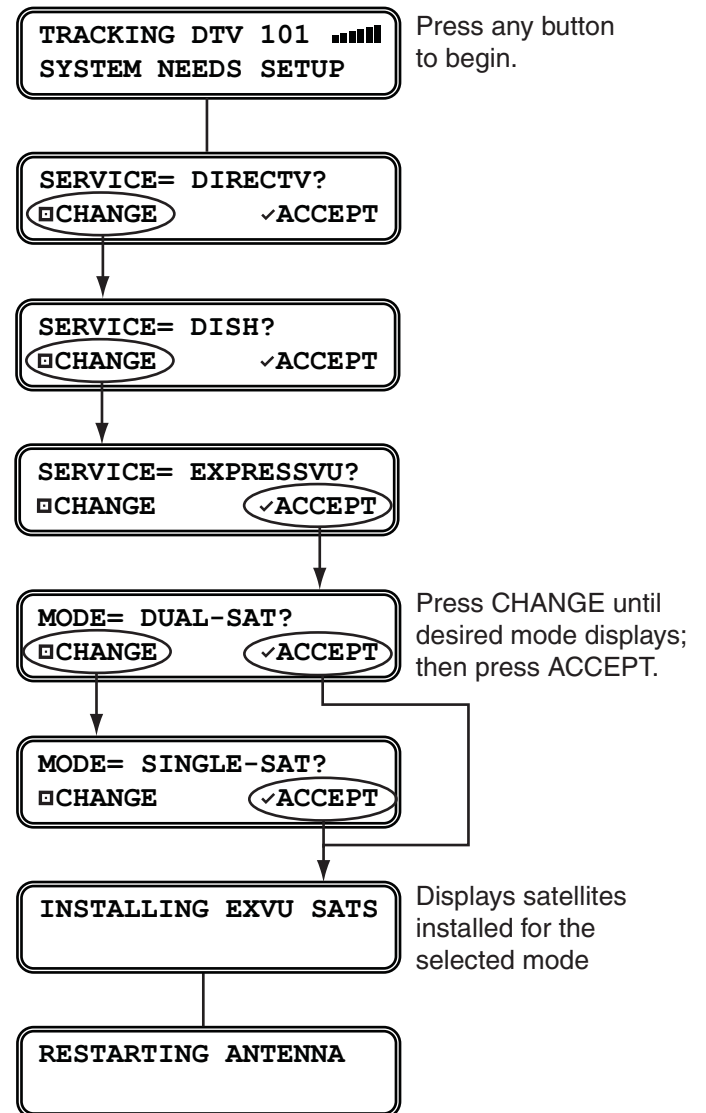 TRACKING DTV 101
SYSTEM NEEDS SETUP
Press any button
to begin.
SERVICE= DIRECTV?
⊡CHANGE ✓ACCEPT
SERVICE= DISH?
⊡CHANGE ✓ACCEPT
SERVICE= EXPRESSVU?
⊡CHANGE ✓ACCEPT
MODE= DUAL-SAT?
⊡CHANGE ✓ACCEPT
Press CHANGE until
desired mode displays;
then press ACCEPT.
MODE= SINGLE-SAT?
⊡CHANGE ✓ACCEPT
INSTALLING EXVU SATS
Displays satellites
installed for the
selected mode
RESTARTING ANTENNA